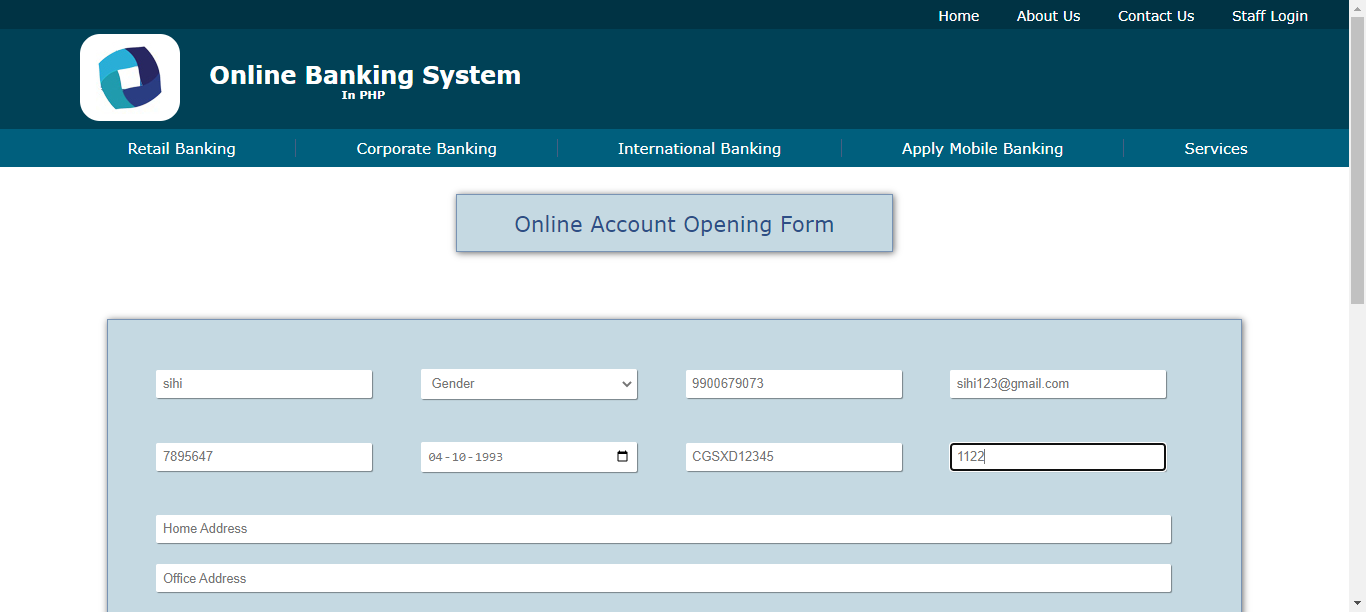 Home About Us Contact Us Staff Login
Online Banking System
In PHP
Retail Banking Corporate Banking International Banking Apply Mobile Banking Services
Online Account Opening Form
sihi Gender 9900679073 sihi123@gmail.com
7895647 04-10-1993 CGSXD12345 1122
Home Address
Office Address